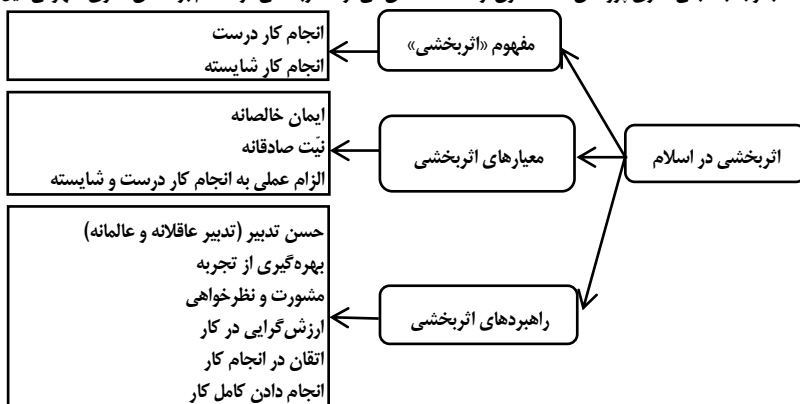 اثربخشی در اسلام
مفهوم «اثربخشی»
انجام کار درست
انجام کار شایسته
معیارهای اثربخشی
ایمان خالصانه
نیّت صادقانه
الزام عملی به انجام کار درست و شایسته
راهبردهای اثربخشی
حسن تدبیر (تدبیر عاقلانه و عالمانه)
بهره‌گیری از تجربه
مشورت و نظرخواهی
ارزش‌گرایی در کار
اتقان در انجام کار
انجام دادن کامل کار